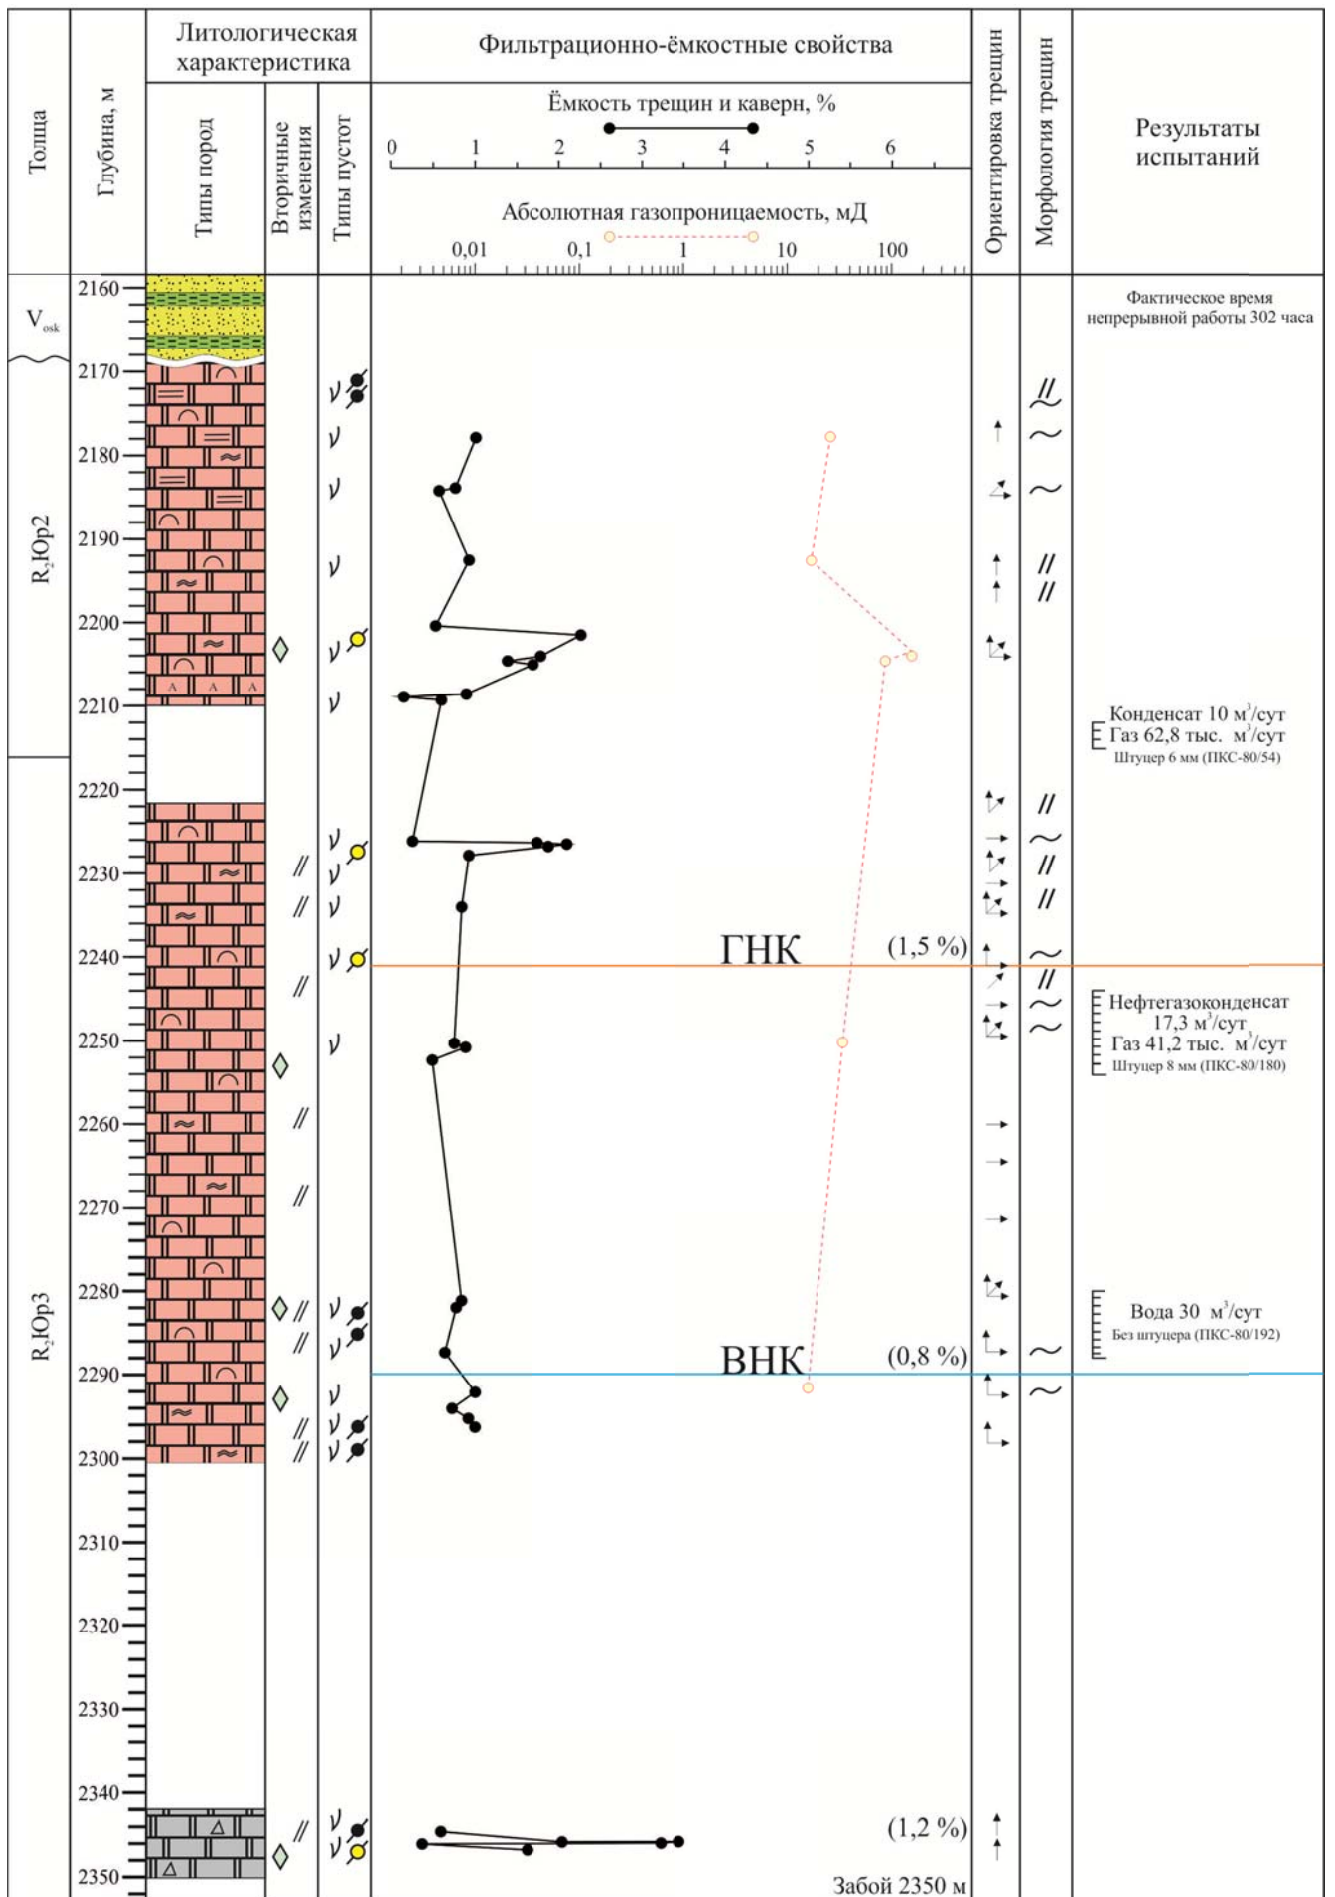 Толща
Глубина, м
Литологическая
характеристика
Типы пород
Вторичные
изменения
Типы пустот
Фильтрационно-ёмкостные свойства
Ёмкость трещин и каверн, %
0 1 2 3 4 5 6
Абсолютная газопроницаемость, мД
0,01 0,1 1 10 100
Ориентировка трещин
Морфология трещин
Результаты
испытаний
V osk
R₂Юр2
R₂Юр3
2160
2170
2180
2190
2200
2210
2220
2230
2240
2250
2260
2270
2280
2290
2300
2310
2320
2330
2340
2350
Фактическое время
непрерывной работы 302 часа
Конденсат 10 м³/сут
Газ 62,8 тыс. м³/сут
Штуцер 6 мм (ПКС-80/54)
ГНК (1,5 %)
Нефтегазоконденсат
17,3 м³/сут
Газ 41,2 тыс. м³/сут
Штуцер 8 мм (ПКС-80/180)
Вода 30 м³/сут
Без штуцера (ПКС-80/192)
ВНК (0,8 %)
(1,2 %)
Забой 2350 м